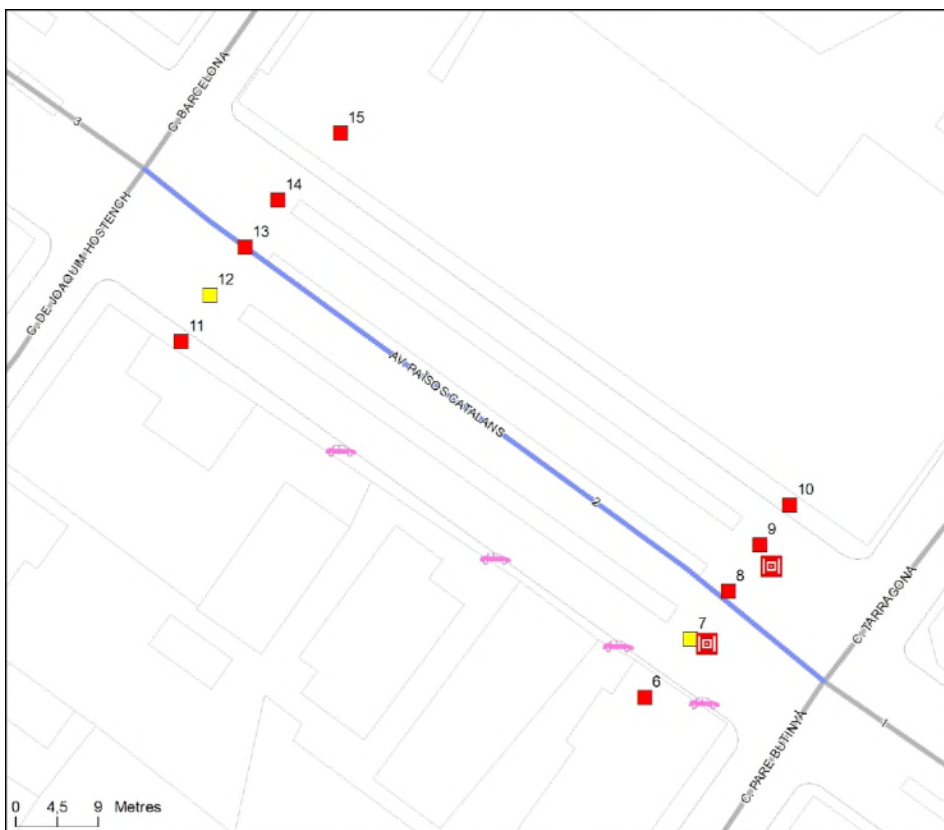 C. BARCELONA
3
15
14
13
C. DE JOAQUIM HOSTENCH
12
11
AV. PAÏSOS CATALANS
2
10
9
8
C. TARRAGONA
7
6
C. PARE BUTINYÀ
1
0 4,5 9 Metres